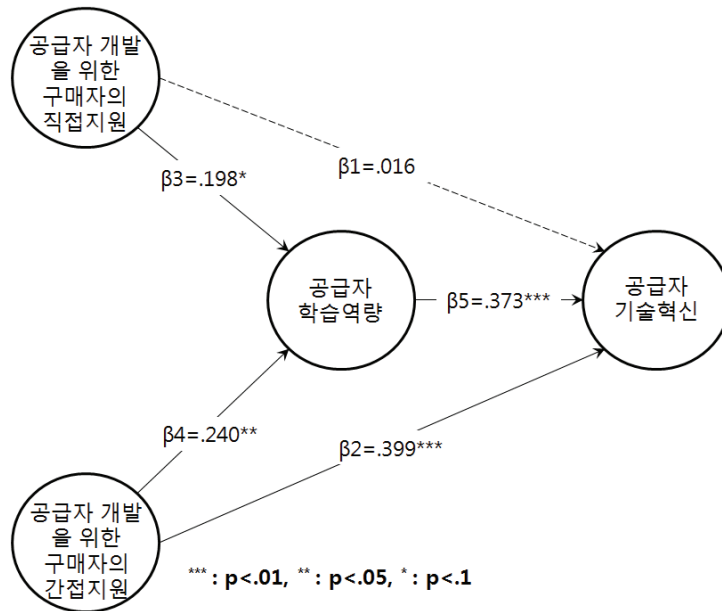 공급자 개발
을 위한
구매자의
직접지원
β3=.198*
β1=.016
공급자
학습역량
β5=.373***
공급자
기술혁신
β4=.240**
β2=.399***
공급자 개발
을 위한
구매자의
간접지원
*** : p<.01, ** : p<.05, * : p<.1